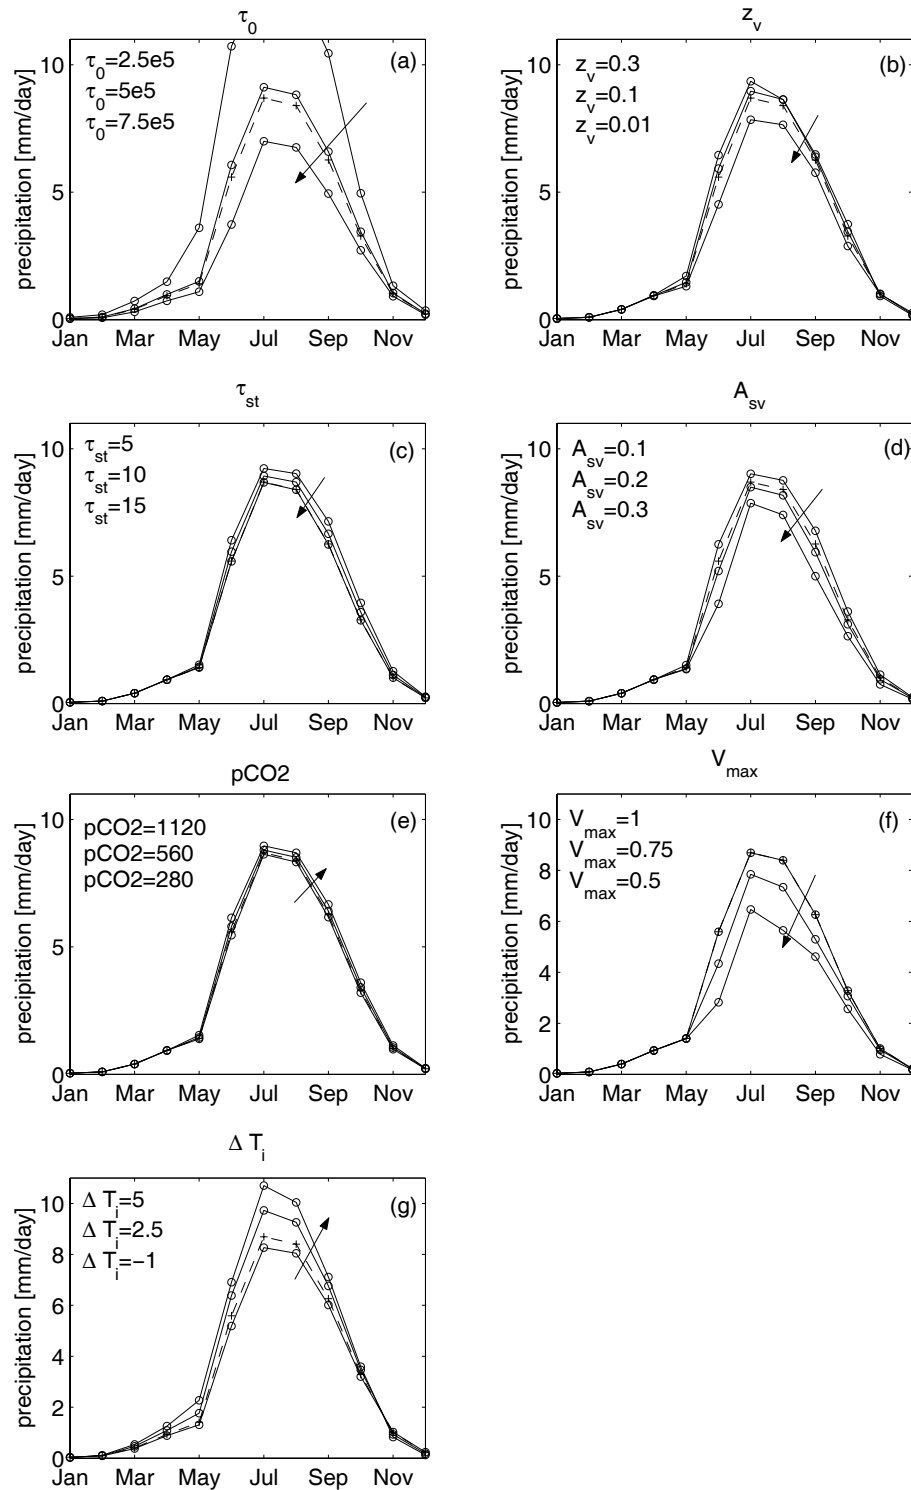 τ0
precipitation [mm/day]
10
5
0
Jan Mar May Jul Sep Nov
(a)
τ0=2.5e5
τ0=5e5
τ0=7.5e5
zv
precipitation [mm/day]
10
5
0
Jan Mar May Jul Sep Nov
(b)
zv=0.3
zv=0.1
zv=0.01
τst
precipitation [mm/day]
10
5
0
Jan Mar May Jul Sep Nov
(c)
τst=5
τst=10
τst=15
Asv
precipitation [mm/day]
10
5
0
Jan Mar May Jul Sep Nov
(d)
Asv=0.1
Asv=0.2
Asv=0.3
pCO2
precipitation [mm/day]
10
5
0
Jan Mar May Jul Sep Nov
(e)
pCO2=1120
pCO2=560
pCO2=280
Vmax
precipitation [mm/day]
10
8
6
4
2
0
Jan Mar May Jul Sep Nov
(f)
Vmax=1
Vmax=0.75
Vmax=0.5
Δ Ti
precipitation [mm/day]
10
8
6
4
2
0
Jan Mar May Jul Sep Nov
(g)
Δ Ti=5
Δ Ti=2.5
Δ Ti=−1